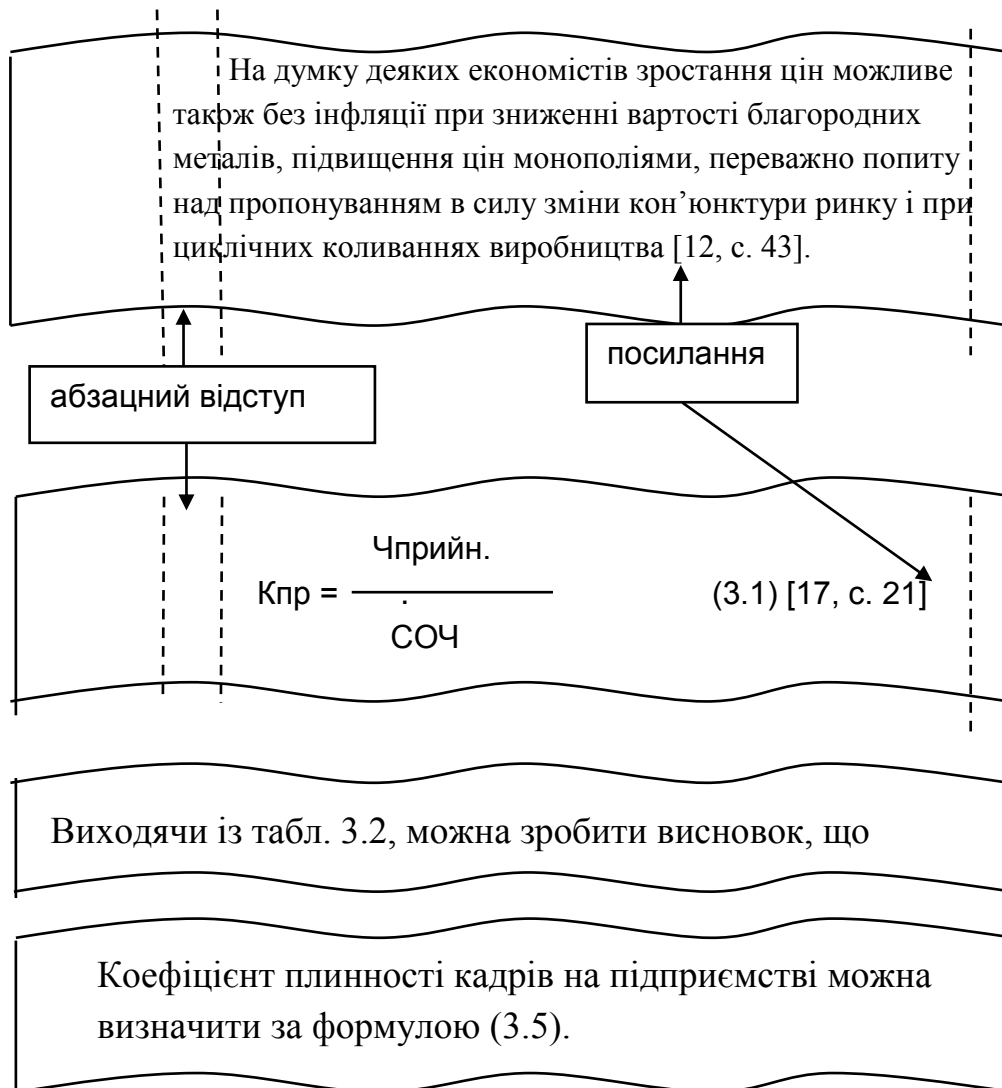 На думку деяких економістів зростання цін можливе
також без інфляції при зниженні вартості благородних
металів, підвищення цін монополіями, переважно попиту
над пропонуванням в силу зміни кон’юнктури ринку і при
циклічних коливаннях виробництва [12, с. 43].
посилання
абзацний відступ
Чприйн.
Кпр = (3.1) [17, с. 21]
.
СОЧ
Виходячи із табл. 3.2, можна зробити висновок, що
Коефіцієнт плинності кадрів на підприємстві можна
визначити за формулою (3.5).